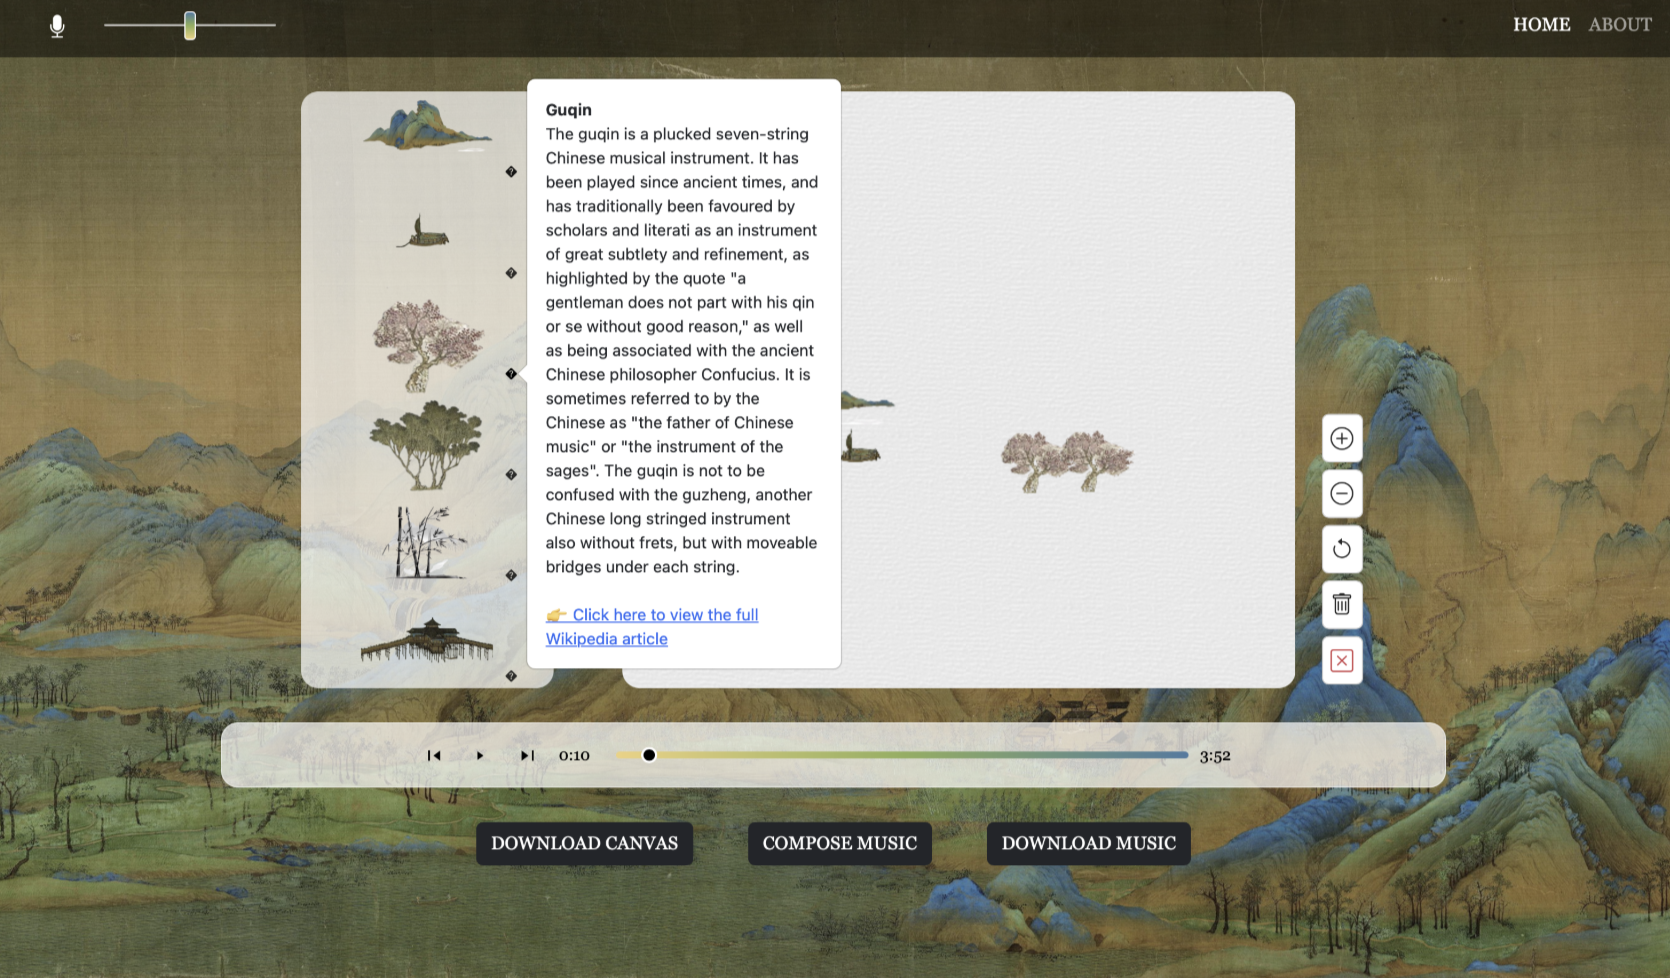 HOME ABOUT
Guqin
The guqin is a plucked seven-string
Chinese musical instrument. It has
been played since ancient times, and
has traditionally been favoured by
scholars and literati as an instrument
of great subtlety and refinement, as
highlighted by the quote "a
gentleman does not part with his qin
or se without good reason," as well
as being associated with the ancient
Chinese philosopher Confucius. It is
sometimes referred to by the
Chinese as "the father of Chinese
music" or "the instrument of the
sages". The guqin is not to be
confused with the guzheng, another
Chinese long stringed instrument
also without frets, but with moveable
bridges under each string.
👉 Click here to view the full
Wikipedia article
0:10 3:52
DOWNLOAD CANVAS COMPOSE MUSIC DOWNLOAD MUSIC